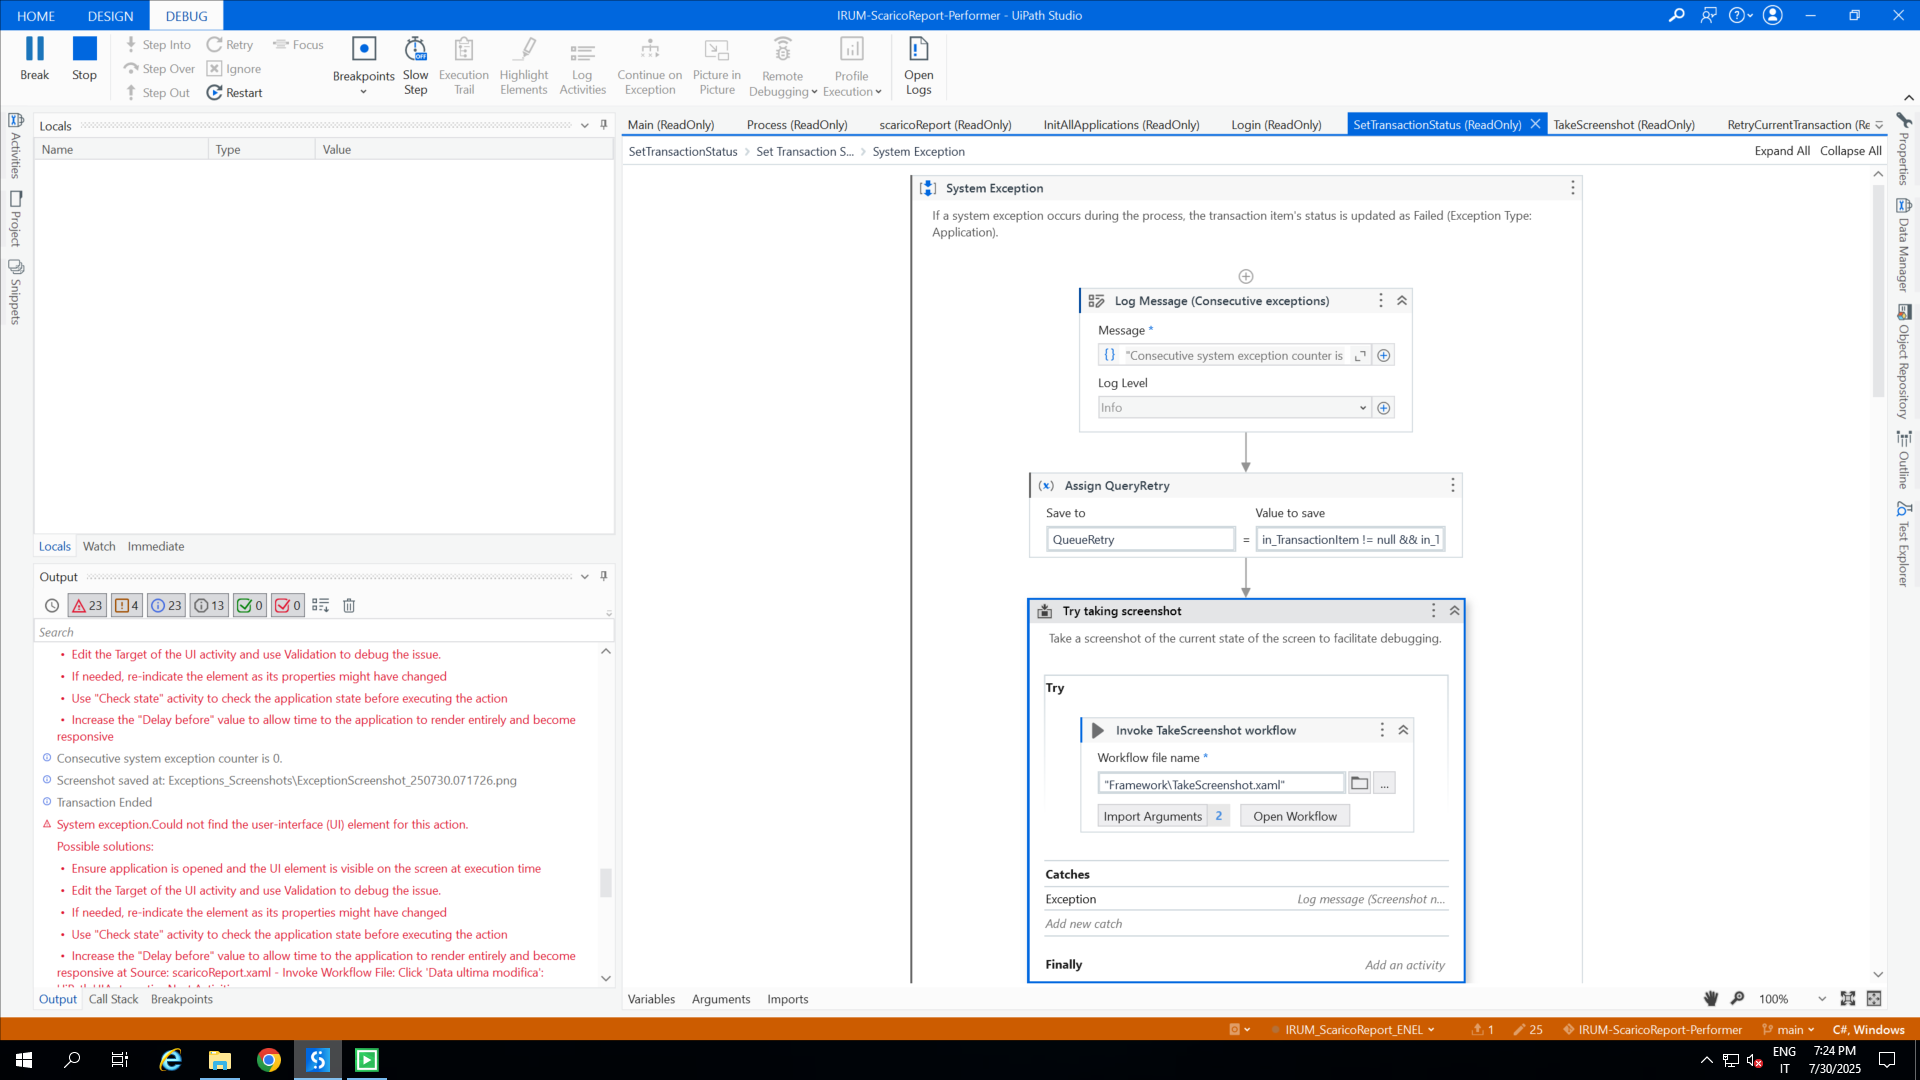 HOME
DESIGN
DEBUG
IRUM-ScaricoReport-Performer - UiPath Studio
Break
Stop
Step Into
Step Over
Step Out
Retry
Ignore
Restart
Focus
Breakpoints
Slow Step
Execution Trail
Highlight Elements
Log Activities
Continue on Exception
Picture in Picture
Remote Debugging
Profile Execution
Open Logs
Activities
Project
Snippets
Locals
Name Type Value
Locals Watch Immediate
Output
23 4 23 13 0 0
Search
• Edit the Target of the UI activity and use Validation to debug the issue.
• If needed, re-indicate the element as its properties might have changed
• Use "Check state" activity to check the application state before executing the action
• Increase the "Delay before" value to allow time to the application to render entirely and become
responsive
Consecutive system exception counter is 0.
Screenshot saved at: Exceptions_Screenshots\ExceptionScreenshot_250730.071726.png
Transaction Ended
System exception.Could not find the user-interface (UI) element for this action.
Possible solutions:
• Ensure application is opened and the UI element is visible on the screen at execution time
• Edit the Target of the UI activity and use Validation to debug the issue.
• If needed, re-indicate the element as its properties might have changed
• Use "Check state" activity to check the application state before executing the action
• Increase the "Delay before" value to allow time to the application to render entirely and become
responsive at Source: scaricoReport.xaml - Invoke Workflow File: Click 'Data ultima modifica':
Output Call Stack Breakpoints
Main (ReadOnly)
Process (ReadOnly)
scaricoReport (ReadOnly)
InitAllApplications (ReadOnly)
Login (ReadOnly)
SetTransactionStatus (ReadOnly)
TakeScreenshot (ReadOnly)
RetryCurrentTransaction (Re
SetTransactionStatus > Set Transaction S... > System Exception
Expand All Collapse All
System Exception
If a system exception occurs during the process, the transaction item's status is updated as Failed (Exception Type:
Application).
Log Message (Consecutive exceptions)
Message *
"Consecutive system exception counter is
Log Level
Info
Assign QueryRetry
Save to Value to save
QueueRetry = in_TransactionItem != null && in_T
Try taking screenshot
Take a screenshot of the current state of the screen to facilitate debugging.
Try
Invoke TakeScreenshot workflow
Workflow file name *
"Framework\TakeScreenshot.xaml" ...
Import Arguments 2 Open Workflow
Catches
Exception Log message (Screenshot n...
Add new catch
Finally Add an activity
Variables Arguments Imports
100%
Properties
Data Manager
Object Repository
Outline
Test Explorer
IRUM_ScaricoReport_ENEL
1
25
IRUM-ScaricoReport-Performer
main
C#, Windows
ENG
IT
7:24 PM
7/30/2025